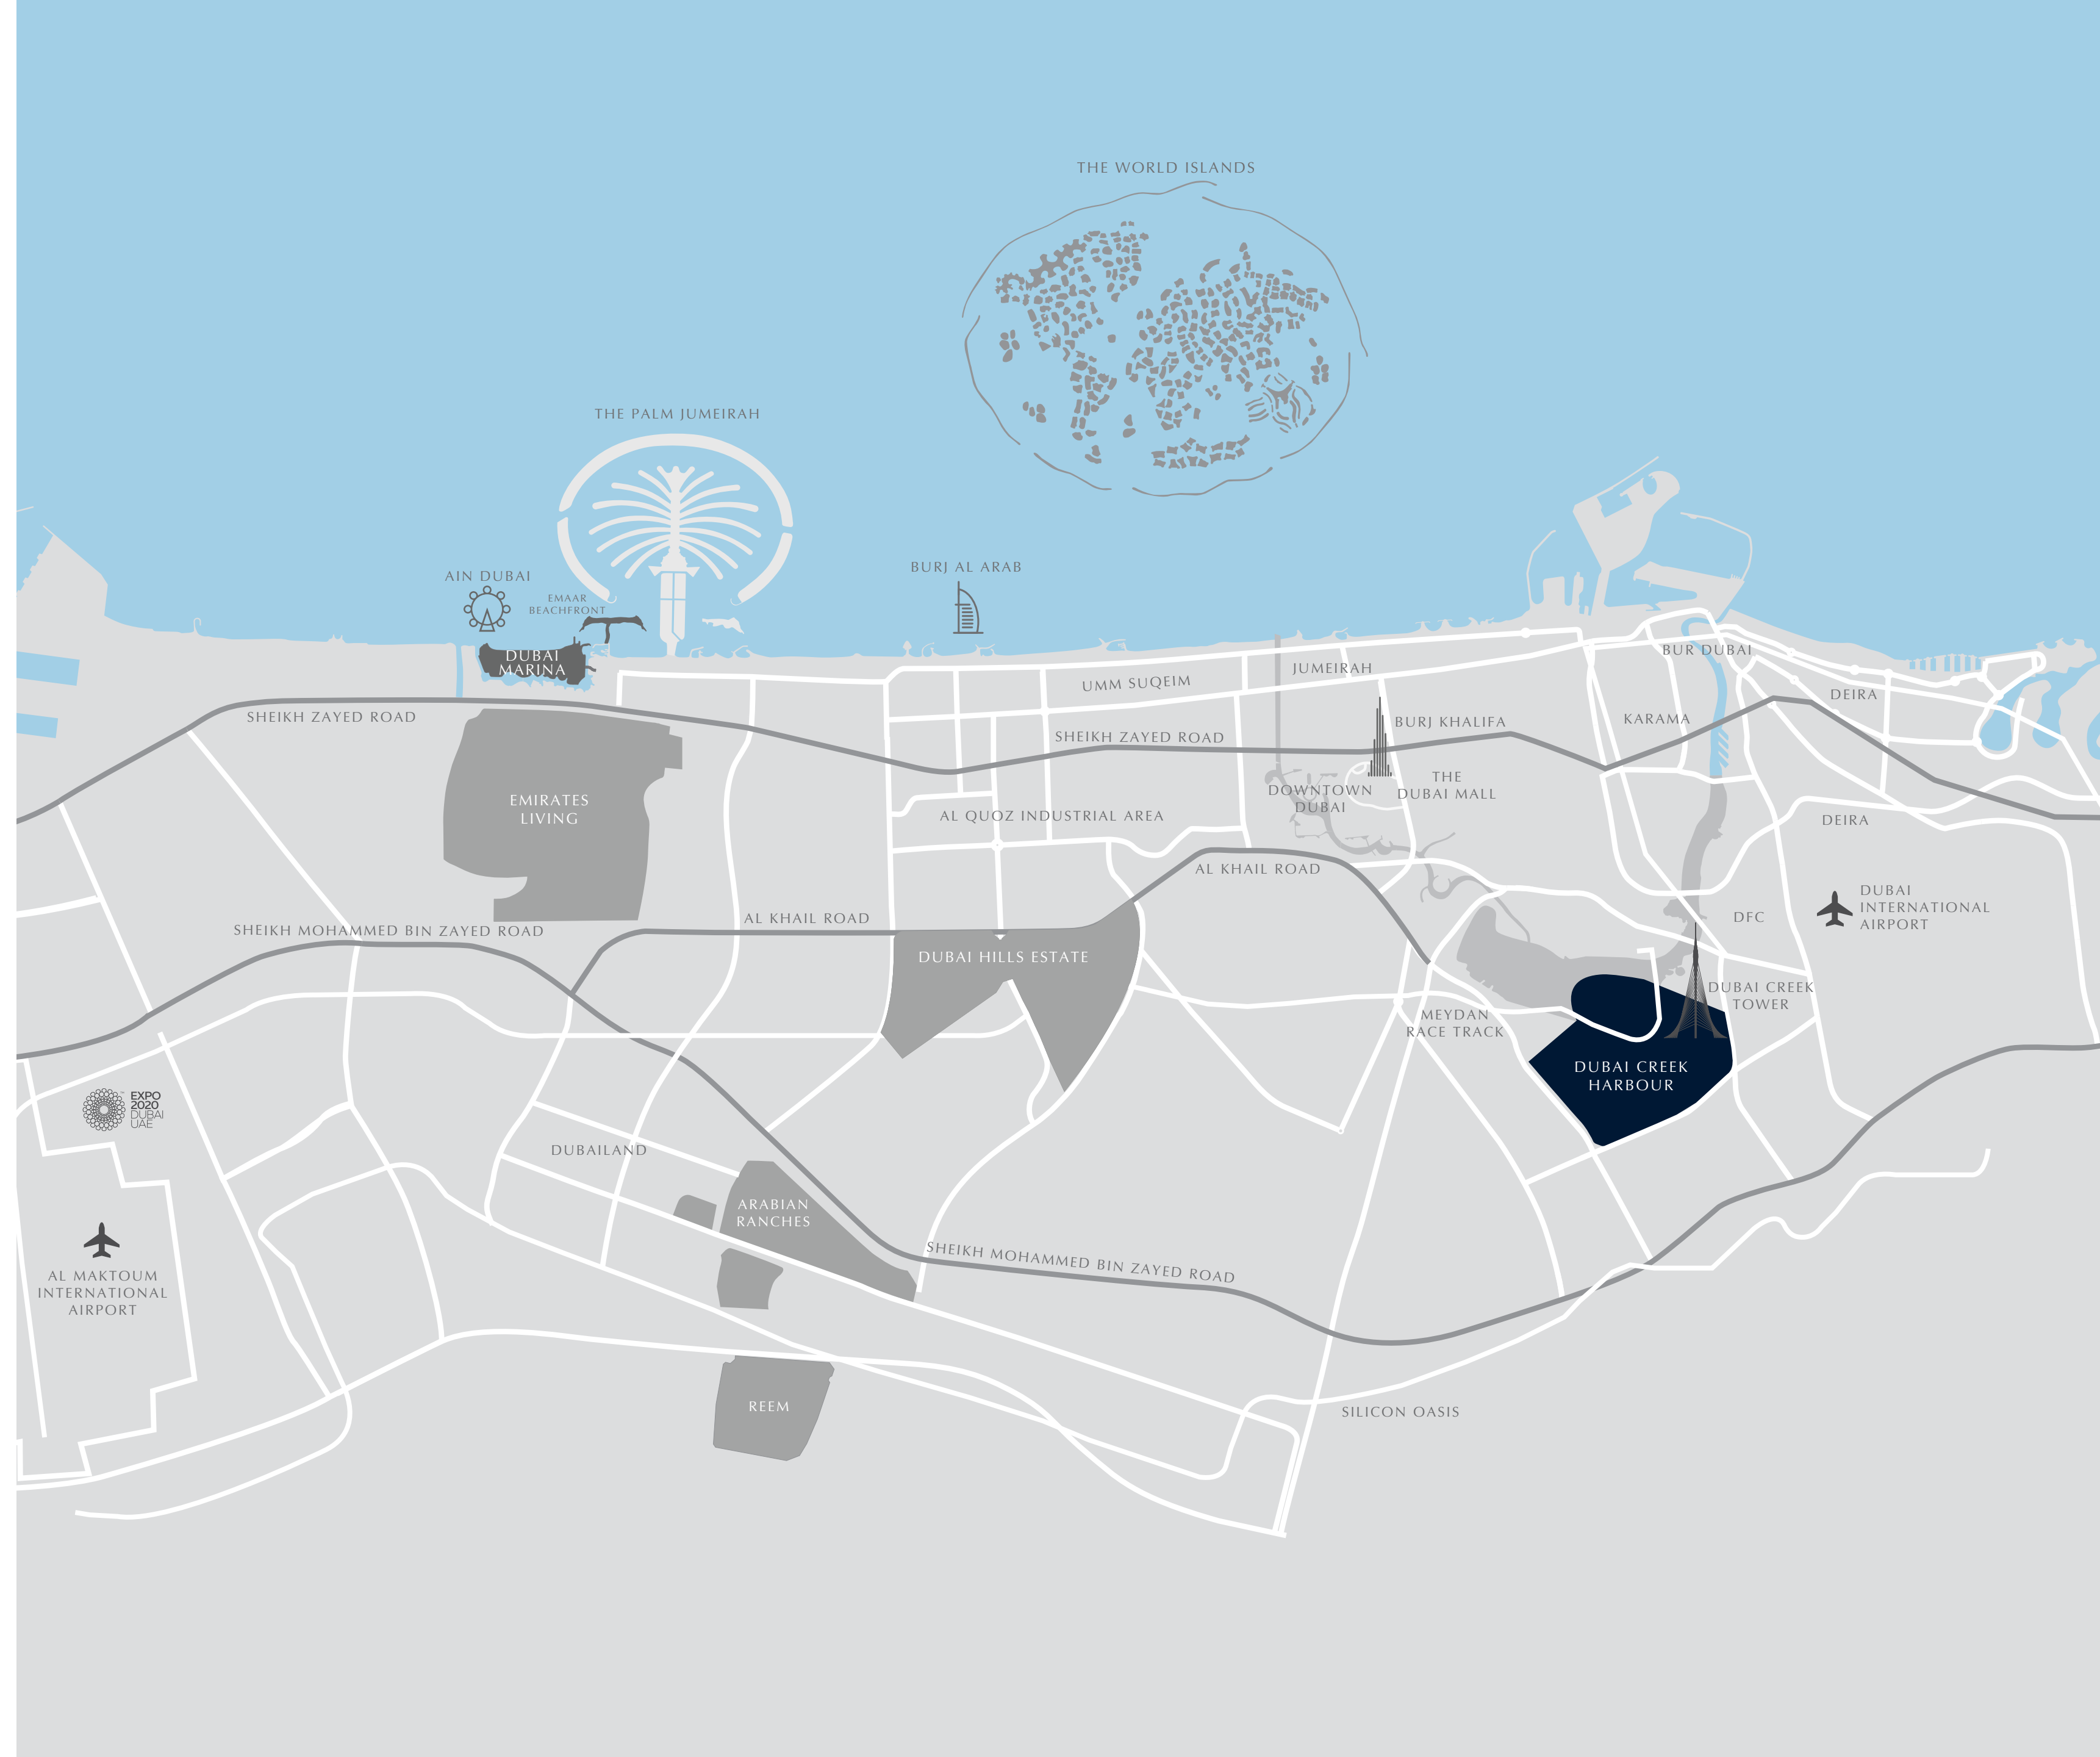 THE WORLD ISLANDS
THE PALM JUMEIRAH
BURJ AL ARAB
AIN DUBAI
EMAAR
BEACHFRONT
DUBAI
MARINA
BUR DUBAI
JUMEIRAH
UMM SUQEIM
DEIRA
SHEIKH ZAYED ROAD
KARAMA
BURJ KHALIFA
SHEIKH ZAYED ROAD
THE
DUBAI MALL
DOWNTOWN
DUBAI
EMIRATES
LIVING
AL QUOZ INDUSTRIAL AREA
DEIRA
AL KHAIL ROAD
DUBAI
INTERNATIONAL
AIRPORT
DFC
AL KHAIL ROAD
SHEIKH MOHAMMED BIN ZAYED ROAD
DUBAI HILLS ESTATE
DUBAI CREEK
TOWER
MEYDAN
RACE TRACK
DUBAI CREEK
HARBOUR
EXPO
2020
DUBAI
UAE
DUBAILAND
ARABIAN
RANCHES
SHEIKH MOHAMMED BIN ZAYED ROAD
AL MAKTOUM
INTERNATIONAL
AIRPORT
REEM
SILICON OASIS